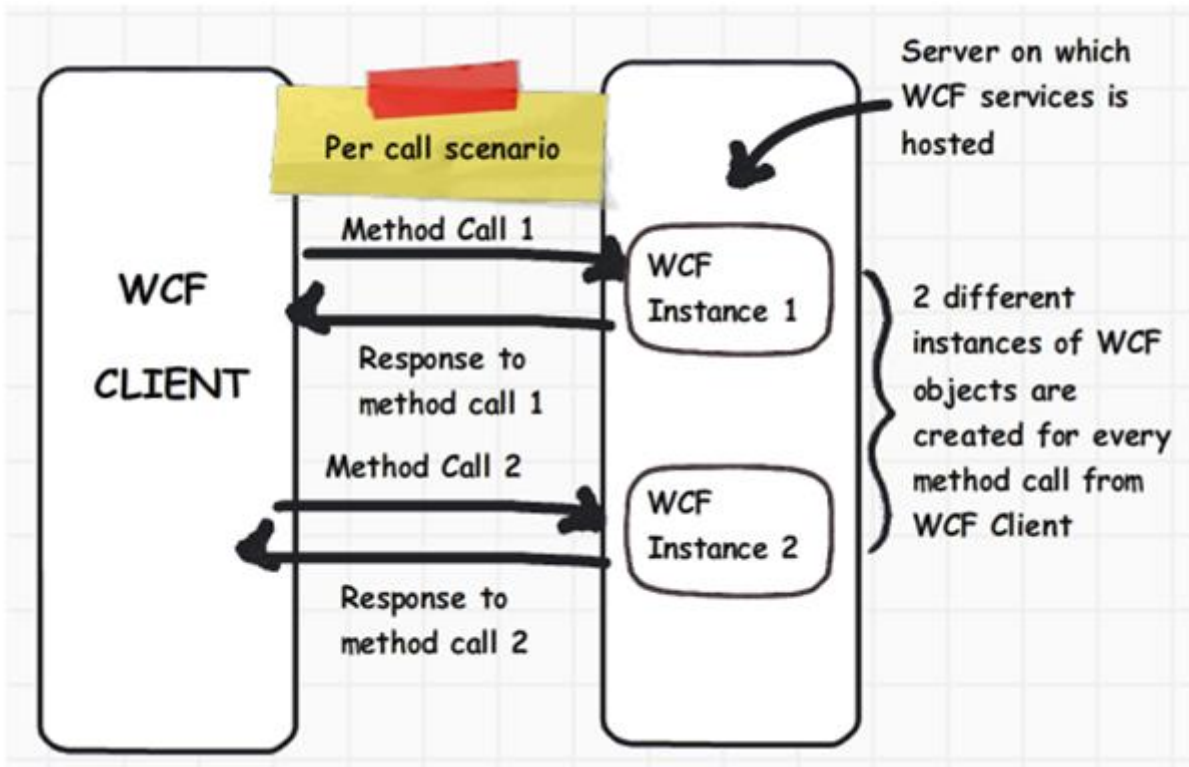 Server on which
WCF services is
hosted
Per call scenario
Method Call 1
WCF
Instance 1
WCF
CLIENT
Response to
method call 1
2 different
instances of WCF
objects are
created for every
method call from
WCF Client
Method Call 2
WCF
Instance 2
Response to
method call 2